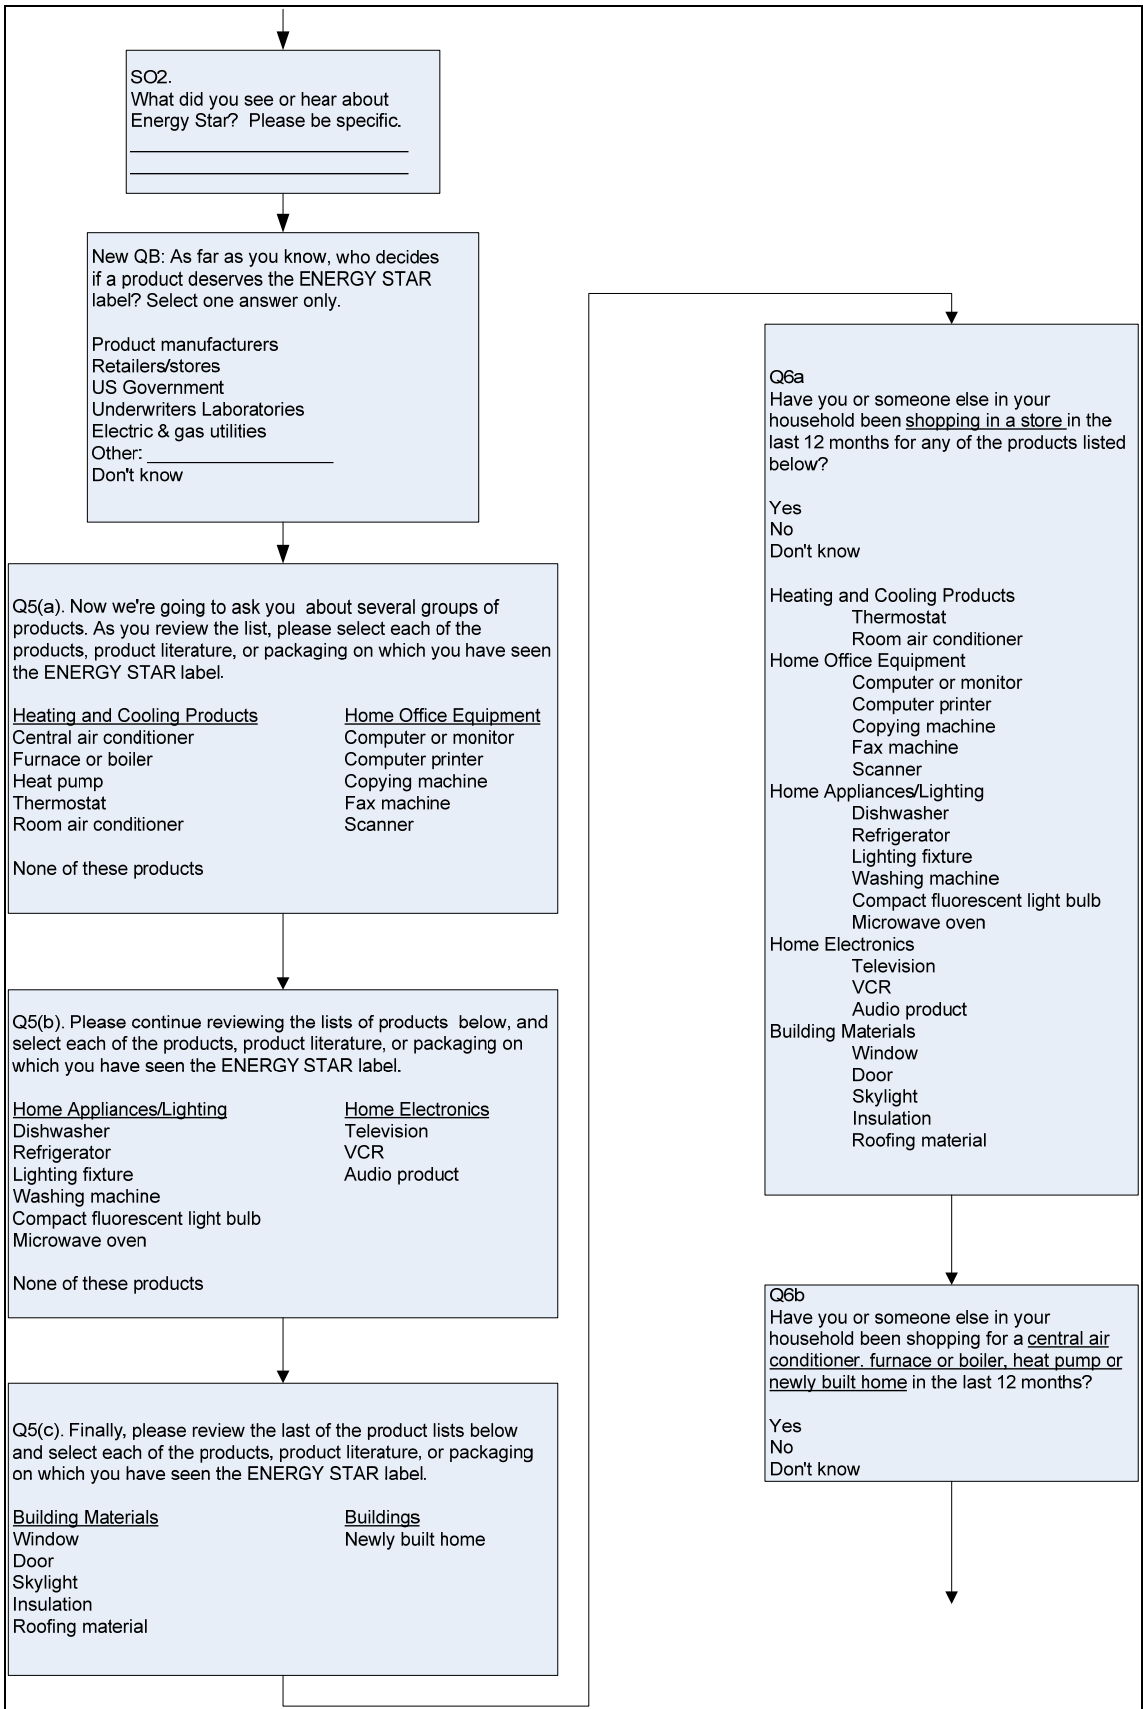 SO2.
What did you see or hear about
Energy Star?  Please be specific.
New QB: As far as you know, who decides
if a product deserves the ENERGY STAR
label? Select one answer only.
Product manufacturers
Retailers/stores
US Government
Underwriters Laboratories
Electric & gas utilities
Other: ___________________
Don't know
Q5(a). Now we're going to ask you  about several groups of
products. As you review the list, please select each of the
products, product literature, or packaging on which you have seen
the ENERGY STAR label.
Heating and Cooling Products
Central air conditioner
Furnace or boiler
Heat pump
Thermostat
Room air conditioner
Home Office Equipment
Computer or monitor
Computer printer
Copying machine
Fax machine
Scanner
None of these products
Q5(b). Please continue reviewing the lists of products  below, and
select each of the products, product literature, or packaging on
which you have seen the ENERGY STAR label.
Home Appliances/Lighting
Dishwasher
Refrigerator
Lighting fixture
Washing machine
Compact fluorescent light bulb
Microwave oven
Home Electronics
Television
VCR
Audio product
None of these products
Q5(c). Finally, please review the last of the product lists below
and select each of the products, product literature, or packaging
on which you have seen the ENERGY STAR label.
Building Materials
Window
Door
Skylight
Insulation
Roofing material
Buildings
Newly built home
Q6a
Have you or someone else in your
household been shopping in a store in the
last 12 months for any of the products listed
below?
Yes
No
Don't know
Heating and Cooling Products
Thermostat
Room air conditioner
Home Office Equipment
Computer or monitor
Computer printer
Copying machine
Fax machine
Scanner
Home Appliances/Lighting
Dishwasher
Refrigerator
Lighting fixture
Washing machine
Compact fluorescent light bulb
Microwave oven
Home Electronics
Television
VCR
Audio product
Building Materials
Window
Door
Skylight
Insulation
Roofing material
Q6b
Have you or someone else in your
household been shopping for a central air
conditioner. furnace or boiler, heat pump or
newly built home in the last 12 months?
Yes
No
Don't know